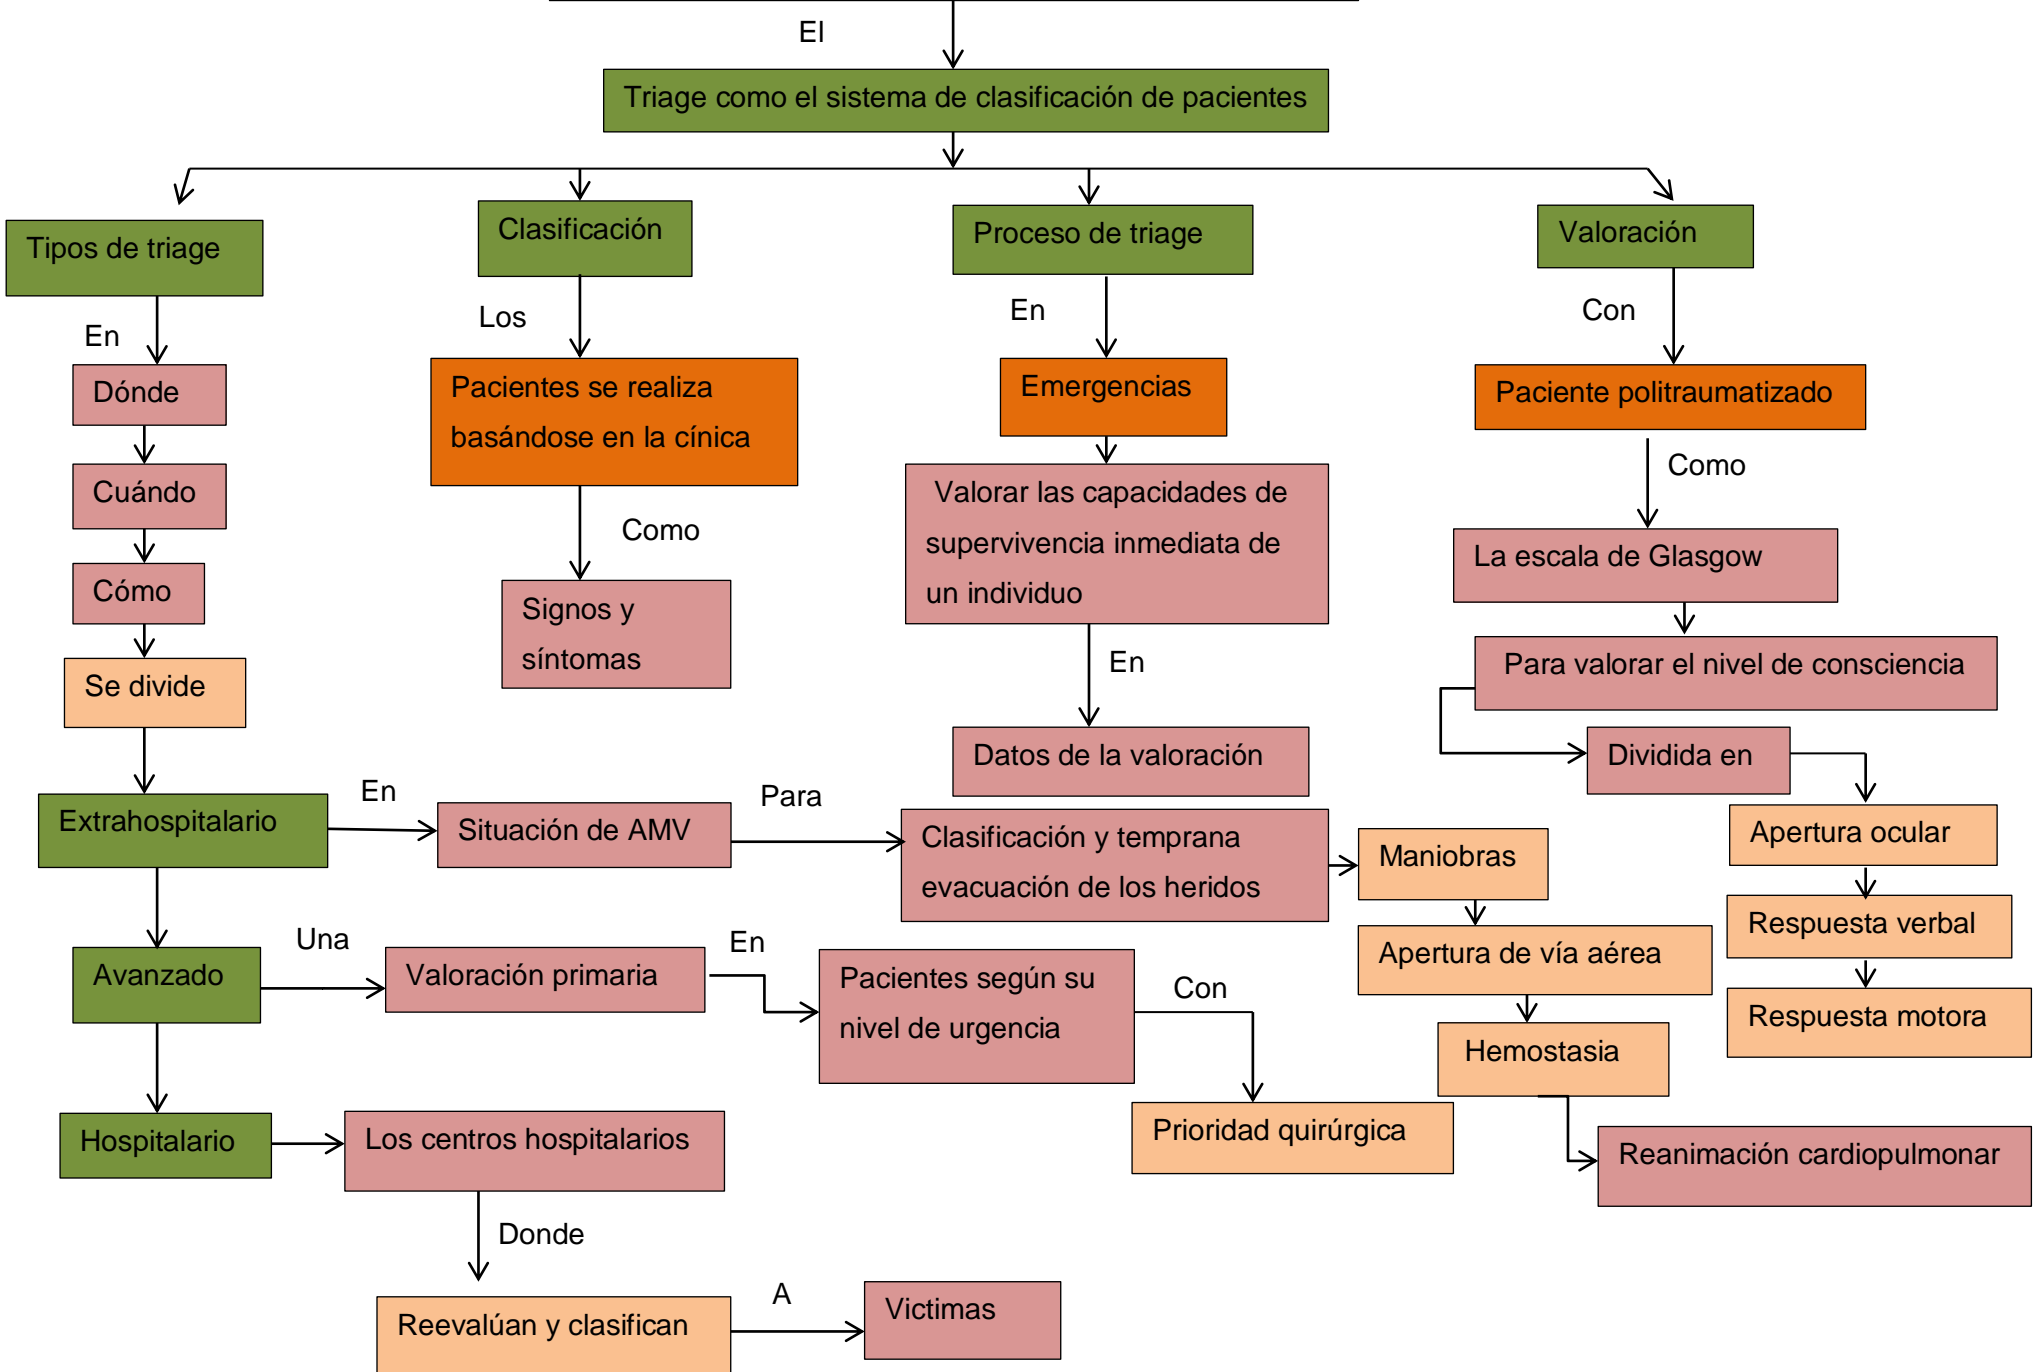 El
Triage como el sistema de clasificación de pacientes
Tipos de triage
Clasificación
Proceso de triage
Valoración
En
Los
En
Con
Dónde
Pacientes se realiza
basándose en la cínica
Emergencias
Paciente politraumatizado
Cuándo
Como
Valorar las capacidades de
supervivencia inmediata de
un individuo
Como
Cómo
Signos y
síntomas
La escala de Glasgow
Se divide
En
Para valorar el nivel de consciencia
Datos de la valoración
Dividida en
Extrahospitalario
En
Situación de AMV
Para
Clasificación y temprana
evacuación de los heridos
Maniobras
Apertura ocular
Apertura de vía aérea
Respuesta verbal
Avanzado
Una
Valoración primaria
En
Pacientes según su
nivel de urgencia
Con
Hemostasia
Respuesta motora
Prioridad quirúrgica
Reanimación cardiopulmonar
Hospitalario
Los centros hospitalarios
Donde
Reevalúan y clasifican
A
Victimas